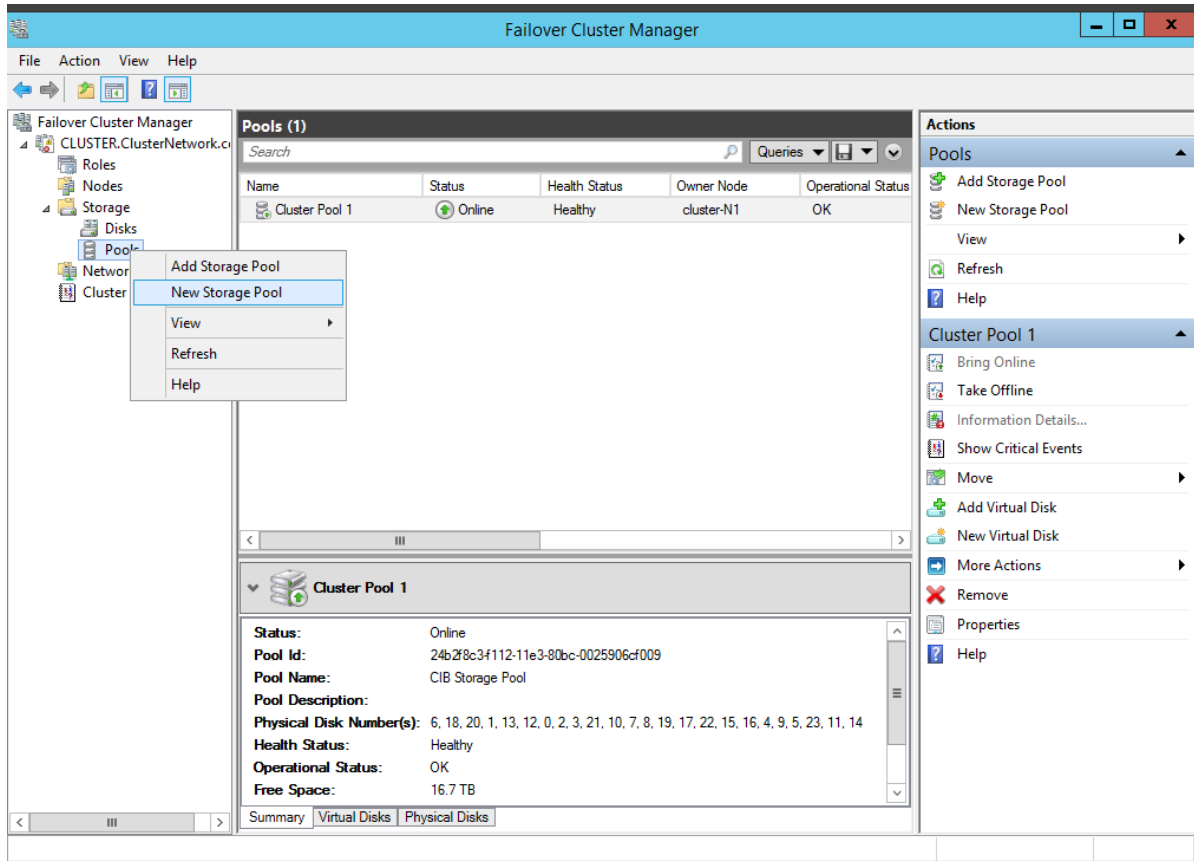 Failover Cluster Manager
File Action View Help
Failover Cluster Manager
CLUSTER.ClusterNetwork.c
Roles
Nodes
Storage
Disks
Pools
Networ
Cluster
Add Storage Pool
New Storage Pool
View
Refresh
Help
Pools (1)
Search
Queries
Name Status Health Status Owner Node Operational Status
Cluster Pool 1 Online Healthy cluster-N1 OK
Cluster Pool 1
Status: Online
Pool Id: 24b2f8c3-f112-11e3-80bc-0025906cf009
Pool Name: CIB Storage Pool
Pool Description:
Physical Disk Number(s): 6, 18, 20, 1, 13, 12, 0, 2, 3, 21, 10, 7, 8, 19, 17, 22, 15, 16, 4, 9, 5, 23, 11, 14
Health Status: Healthy
Operational Status: OK
Free Space: 16.7 TB
Summary Virtual Disks Physical Disks
Actions
Pools
Add Storage Pool
New Storage Pool
View
Refresh
Help
Cluster Pool 1
Bring Online
Take Offline
Information Details...
Show Critical Events
Move
Add Virtual Disk
New Virtual Disk
More Actions
Remove
Properties
Help